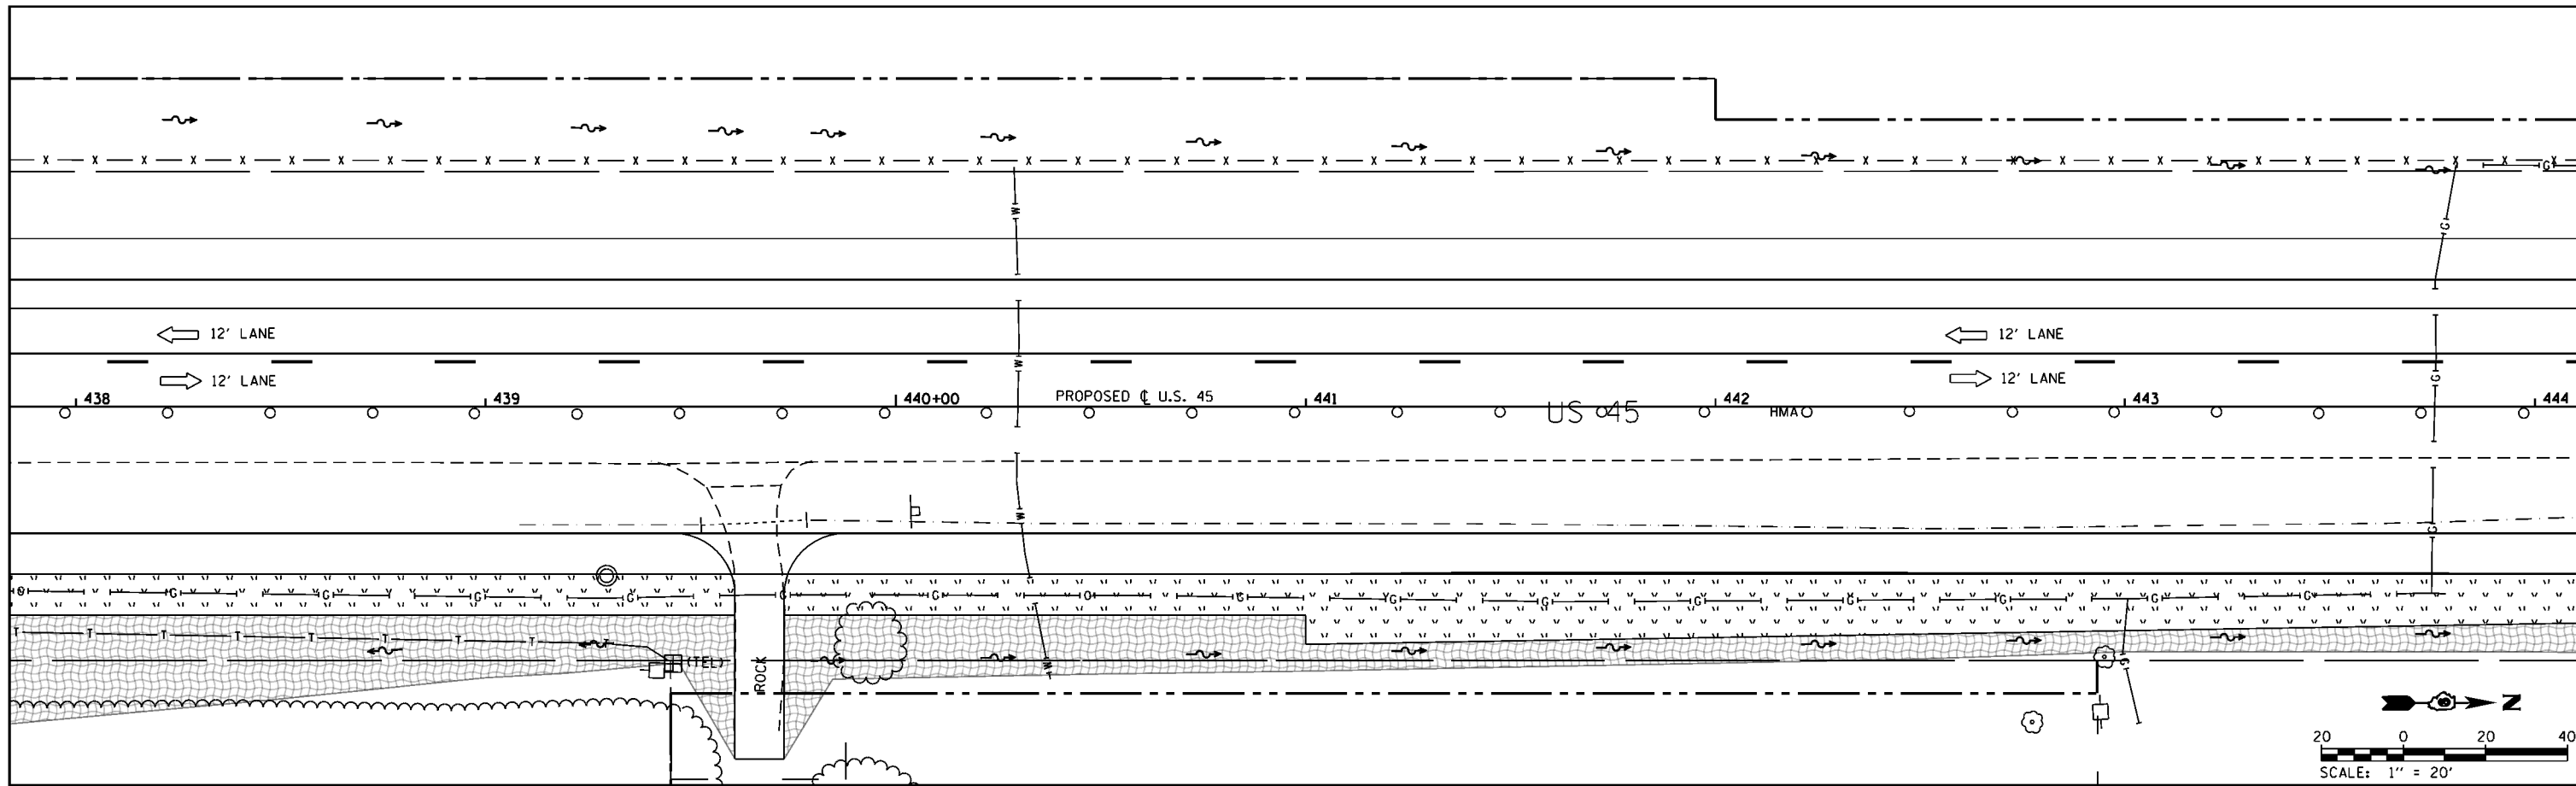 X X X X X X X X X X X X X X X X X X X X X X X X X X X X X X X X X X X X X X X X X X X X X X X X X G X
W
G
12' LANE
12' LANE
W
G
12' LANE
12' LANE
438
439
440+00
PROPOSED ℄ U.S. 45
441
US 45
442
HMA
443
444
W
G
G G G G G G G G G G G G G G
T T T T T T T T T
(TEL)
ROCK
W
G
N
20 0 20 40
SCALE: 1" = 20'